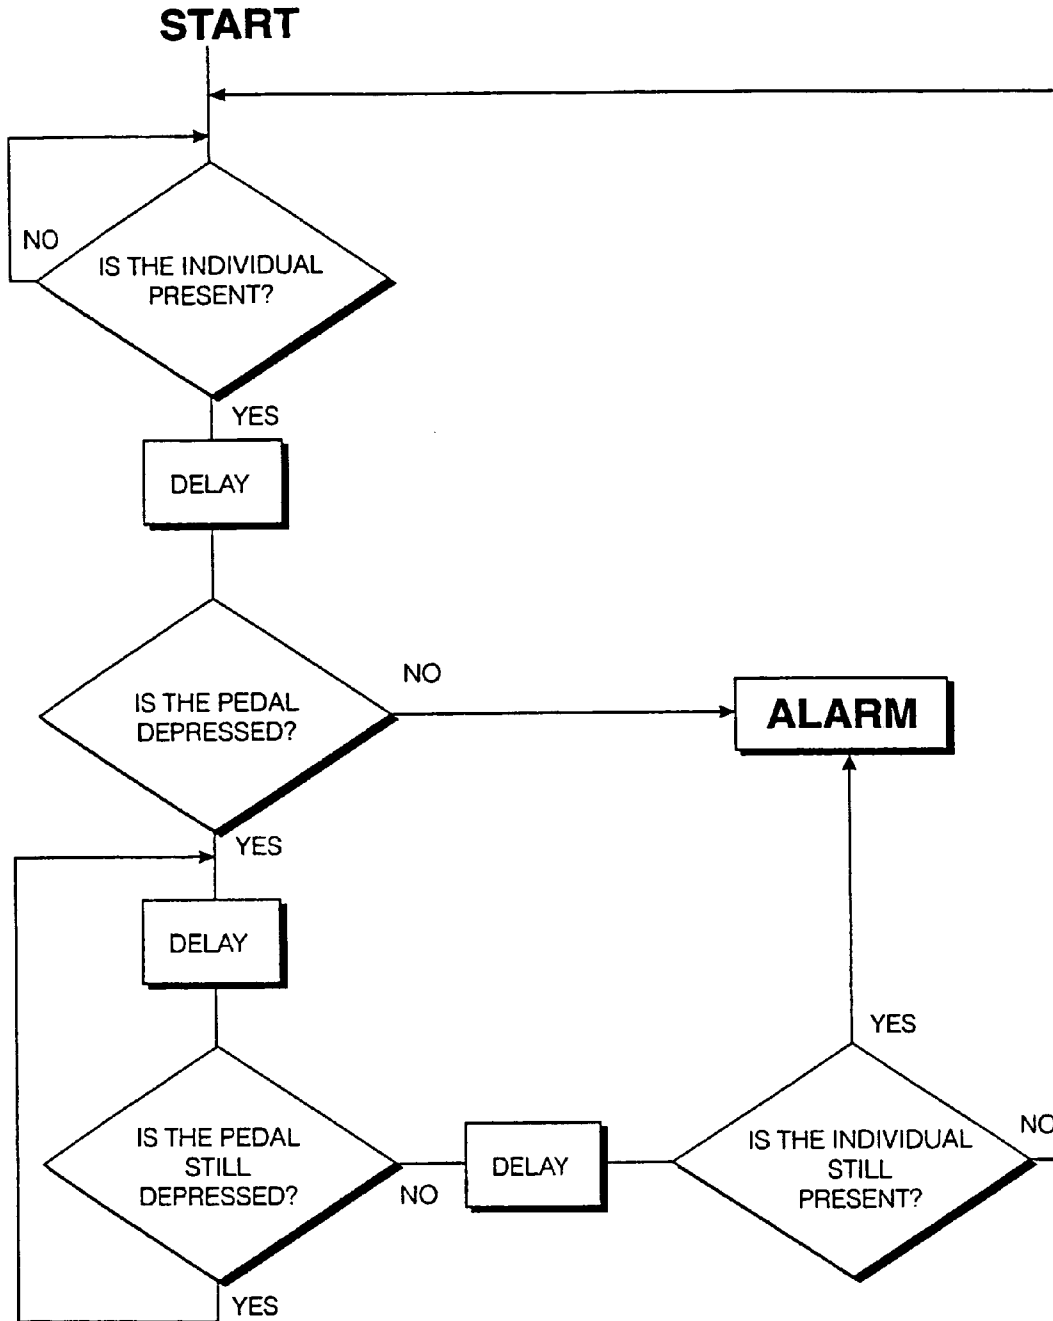 START
NO
IS THE INDIVIDUAL
PRESENT?
YES
DELAY
IS THE PEDAL
DEPRESSED?
NO
ALARM
YES
DELAY
IS THE PEDAL
STILL
DEPRESSED?
NO
YES
DELAY
IS THE INDIVIDUAL
STILL
PRESENT?
YES
NO